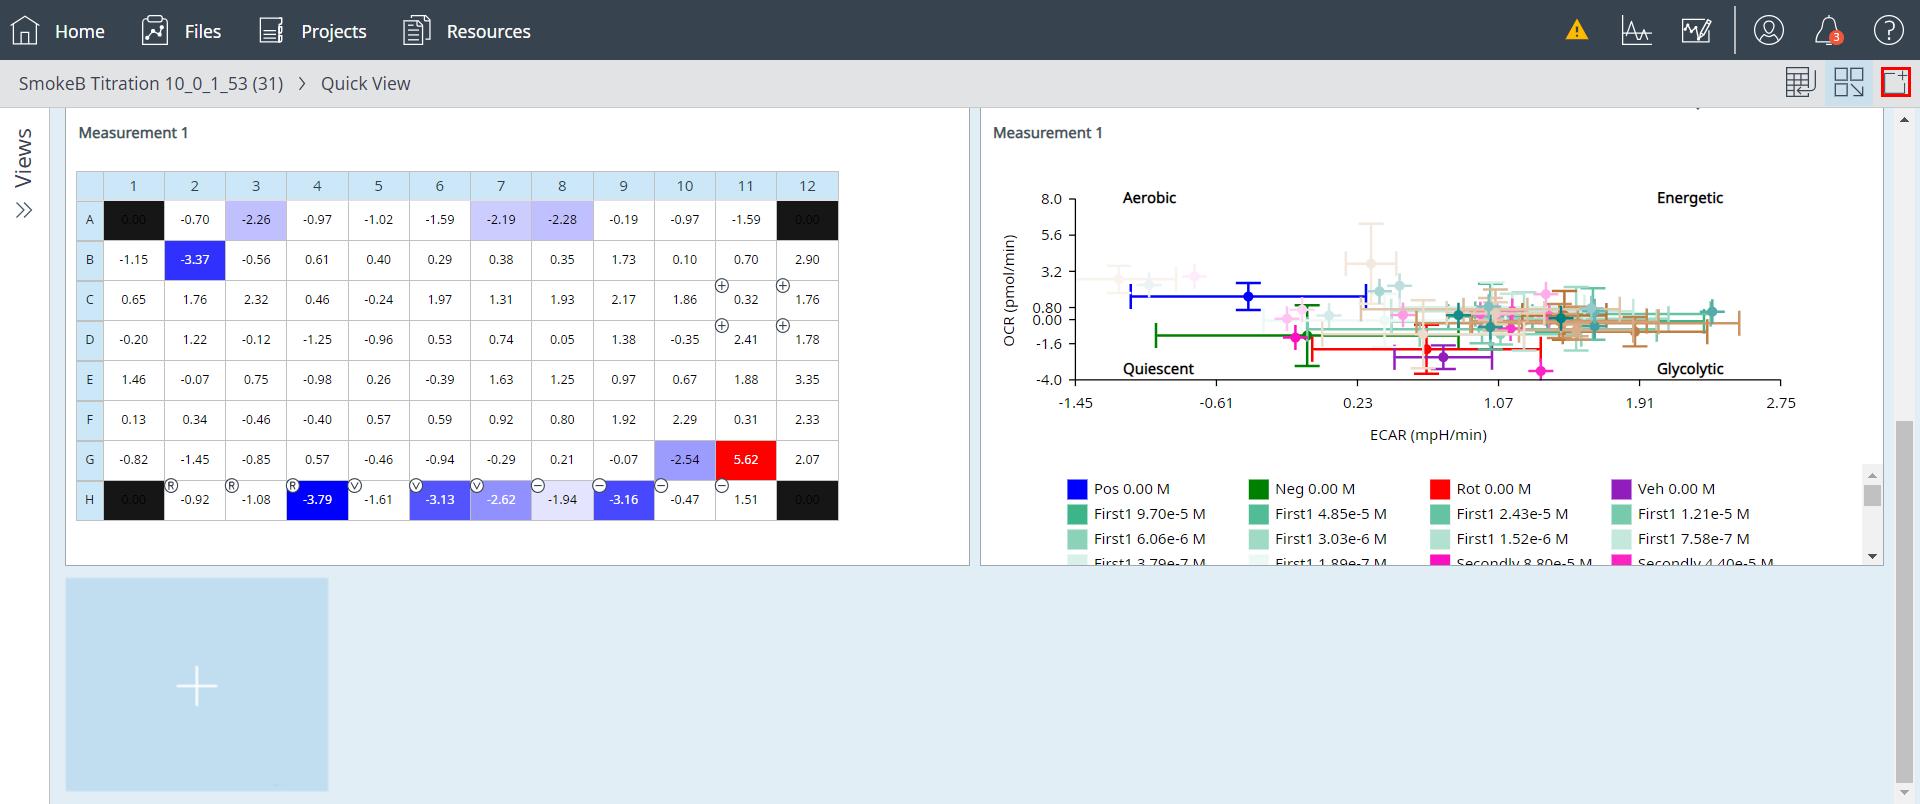 Home Files Projects Resources 3
SmokeB Titration 10_0_1_53 (31) > Quick View
Views
Measurement 1
1 2 3 4 5 6 7 8 9 10 11 12
A 0.00 -0.70 -2.26 -0.97 -1.02 -1.59 -2.19 -2.28 -0.19 -0.97 -1.59 0.00
B -1.15 -3.37 -0.56 0.61 0.40 0.29 0.38 0.35 1.73 0.10 0.70 2.90
C 0.65 1.76 2.32 0.46 -0.24 1.97 1.31 1.93 2.17 1.86 0.32 1.76
D -0.20 1.22 -0.12 -1.25 -0.96 0.53 0.74 0.05 1.38 -0.35 2.41 1.78
E 1.46 -0.07 0.75 -0.98 0.26 -0.39 1.63 1.25 0.97 0.67 1.88 3.35
F 0.13 0.34 -0.46 -0.40 0.57 0.59 0.92 0.80 1.92 2.29 0.31 2.33
G -0.82 -1.45 -0.85 0.57 -0.46 -0.94 -0.29 0.21 -0.07 -2.54 5.62 2.07
R R R V V V
H 0.00 -0.92 -1.08 -3.79 -1.61 -3.13 -2.62 -1.94 -3.16 -0.47 1.51 0.00
Measurement 1
Aerobic Energetic
Quiescent Glycolytic
OCR (pmol/min)
8.0
5.6
3.2
0.80
0.00
-1.6
-4.0
-1.45 -0.61 0.23 1.07 1.91 2.75
ECAR (mpH/min)
Pos 0.00 M Neg 0.00 M Rot 0.00 M Veh 0.00 M
First1 9.70e-5 M First1 4.85e-5 M First1 2.43e-5 M First1 1.21e-5 M
First1 6.06e-6 M First1 3.03e-6 M First1 1.52e-6 M First1 7.58e-7 M
First1 3.79e-7 M First1 1.89e-7 M Secondly 8.80e-5 M Secondly 4.40e-5 M